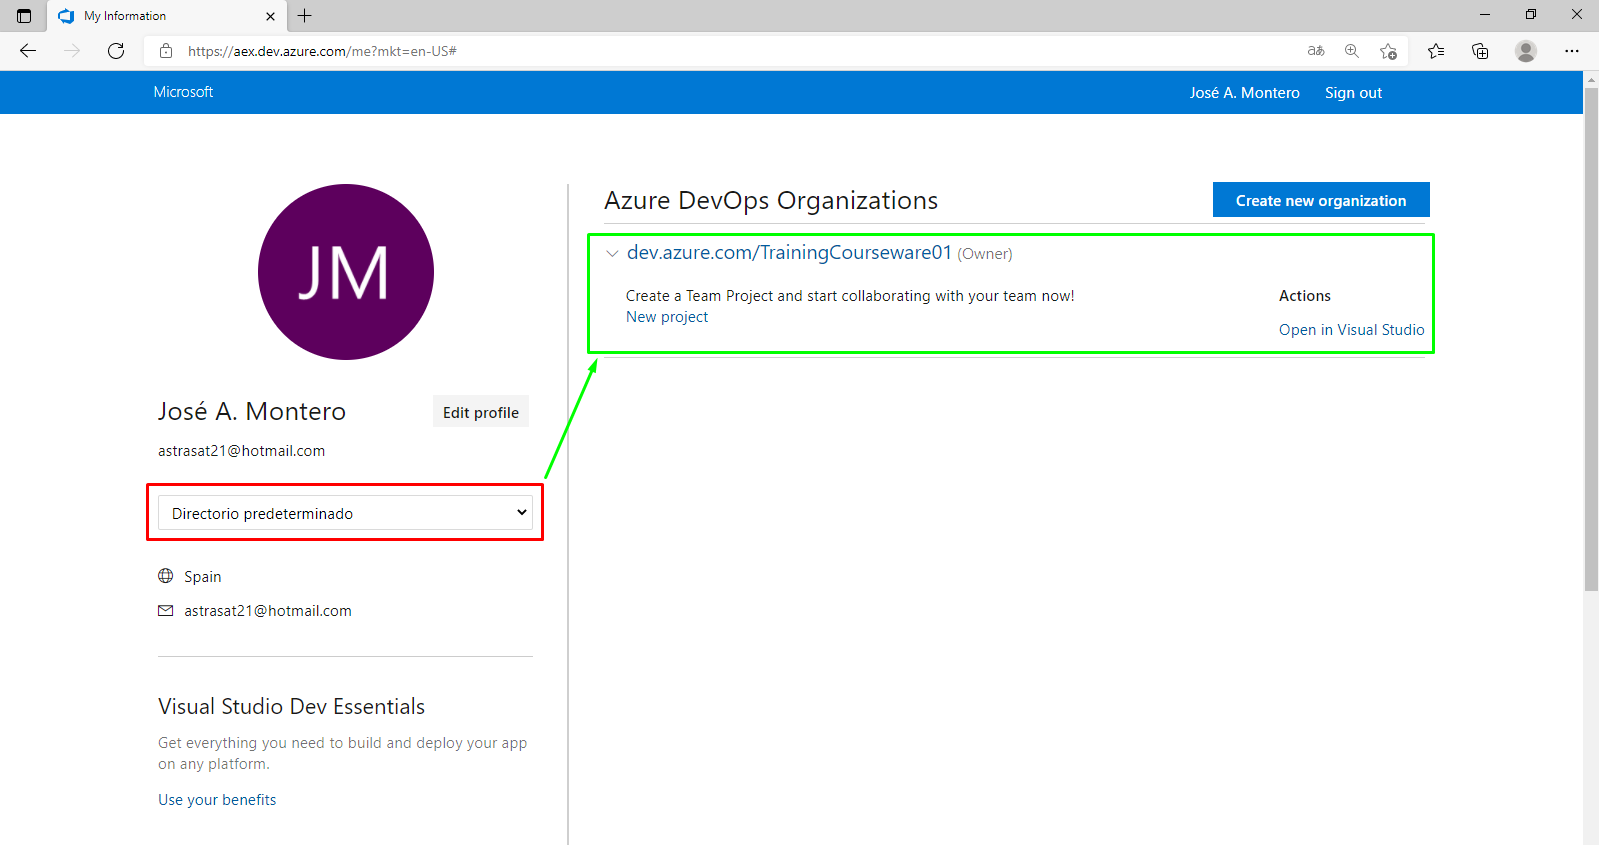 My Information
https://aex.dev.azure.com/me?mkt=en-US#
aあ
Microsoft
José A. Montero
Sign out
JM
José A. Montero
Edit profile
astrasat21@hotmail.com
Directorio predeterminado
Spain
astrasat21@hotmail.com
Visual Studio Dev Essentials
Get everything you need to build and deploy your app
on any platform.
Use your benefits
Azure DevOps Organizations
Create new organization
dev.azure.com/TrainingCourseware01 (Owner)
Create a Team Project and start collaborating with your team now!
New project
Actions
Open in Visual Studio